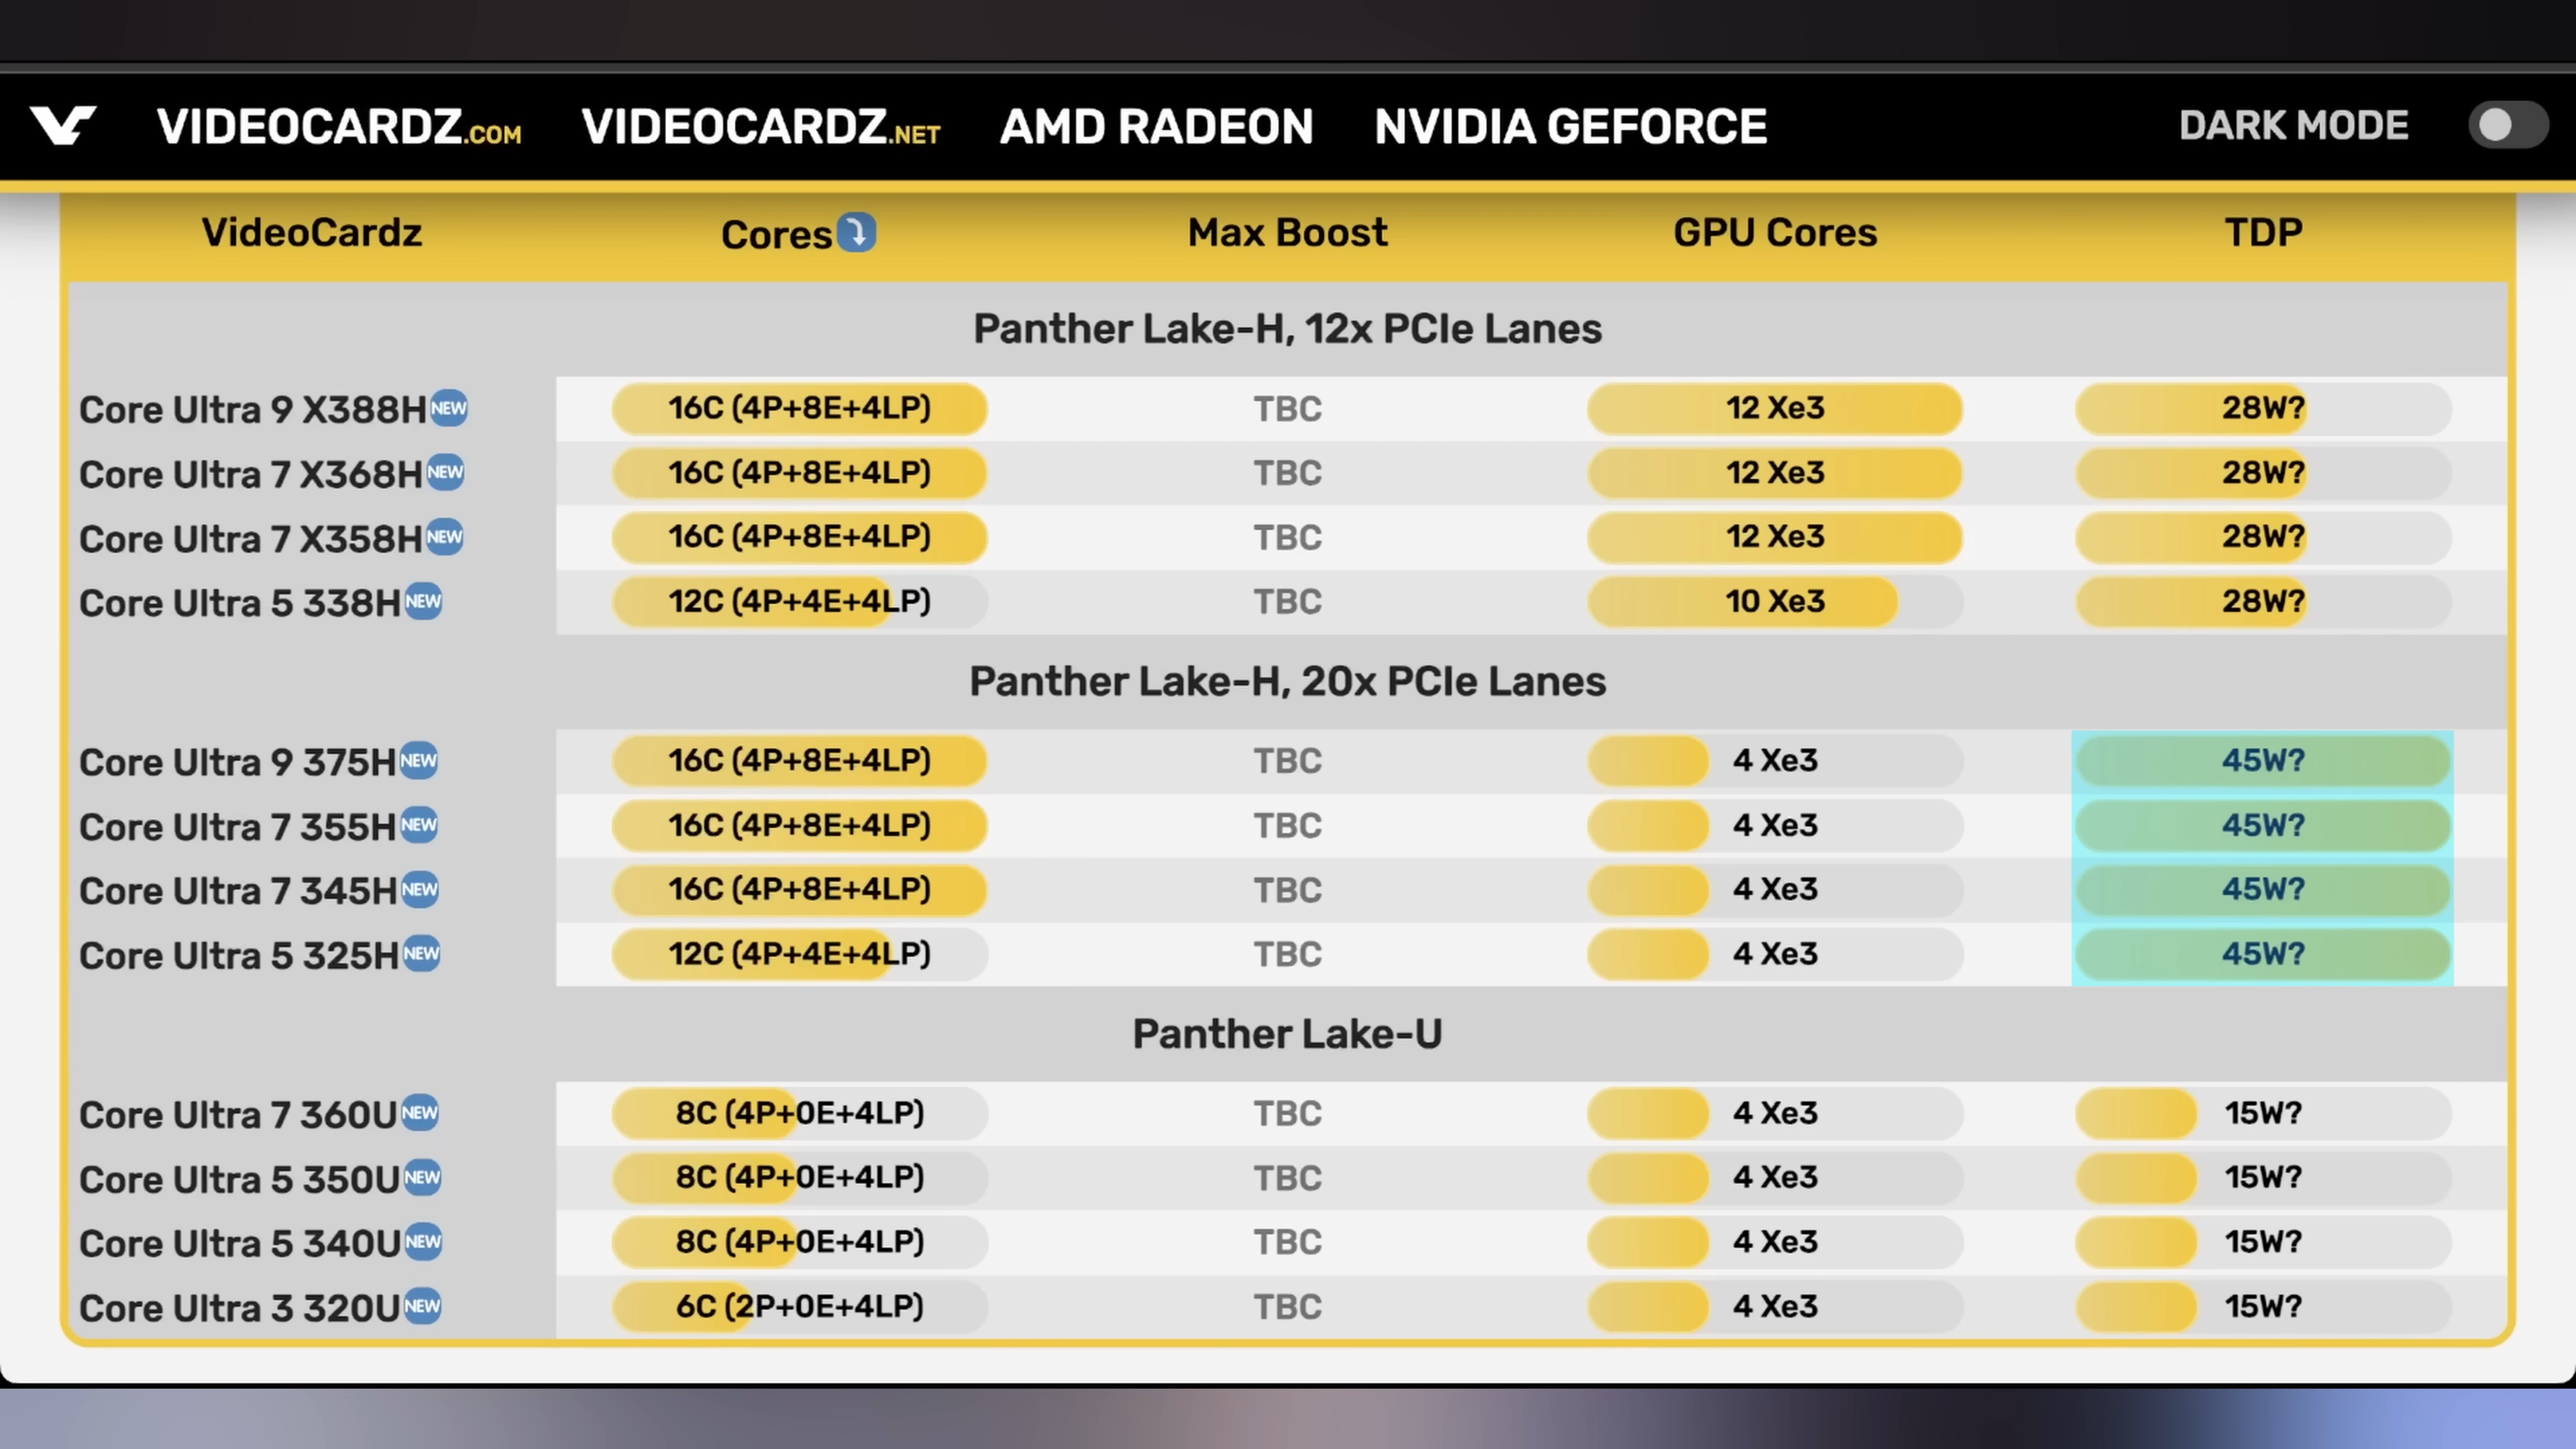 VIDEOCARDZ.COM VIDEOCARDZ.NET AMD RADEON NVIDIA GEFORCE DARK MODE
VideoCardz Cores Max Boost GPU Cores TDP
Panther Lake-H, 12x PCIe Lanes
Core Ultra 9 X388H NEW 16C (4P+8E+4LP) TBC 12 Xe3 28W?
Core Ultra 7 X368H NEW 16C (4P+8E+4LP) TBC 12 Xe3 28W?
Core Ultra 7 X358H NEW 16C (4P+8E+4LP) TBC 12 Xe3 28W?
Core Ultra 5 338H NEW 12C (4P+4E+4LP) TBC 10 Xe3 28W?
Panther Lake-H, 20x PCIe Lanes
Core Ultra 9 375H NEW 16C (4P+8E+4LP) TBC 4 Xe3 45W?
Core Ultra 7 355H NEW 16C (4P+8E+4LP) TBC 4 Xe3 45W?
Core Ultra 7 345H NEW 16C (4P+8E+4LP) TBC 4 Xe3 45W?
Core Ultra 5 325H NEW 12C (4P+4E+4LP) TBC 4 Xe3 45W?
Panther Lake-U
Core Ultra 7 360U NEW 8C (4P+0E+4LP) TBC 4 Xe3 15W?
Core Ultra 5 350U NEW 8C (4P+0E+4LP) TBC 4 Xe3 15W?
Core Ultra 5 340U NEW 8C (4P+0E+4LP) TBC 4 Xe3 15W?
Core Ultra 3 320U NEW 6C (2P+0E+4LP) TBC 4 Xe3 15W?